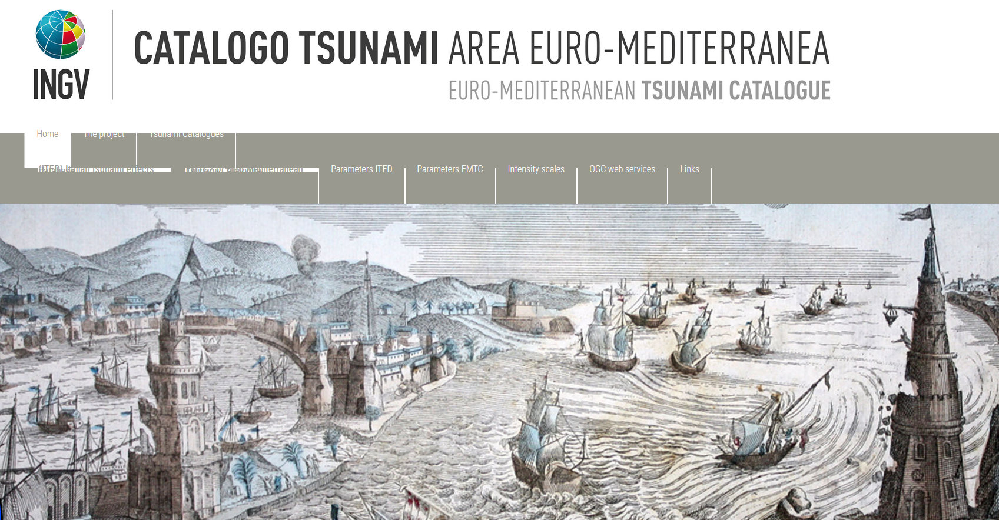 INGV
CATALOGO TSUNAMI AREA EURO-MEDITERRANEA
EURO-MEDITERRANEAN TSUNAMI CATALOGUE
Home
The project
Tsunami Catalogues
(ITED) Italian tsunami effects
Parameters ITED
Parameters EMTC
Intensity scales
OGC web services
Links